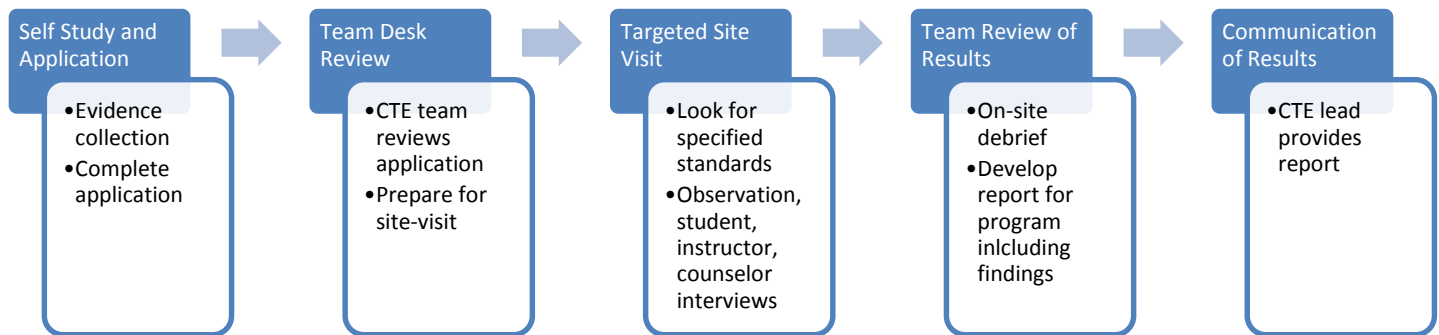 Self Study and
Application
•Evidence
collection
•Complete
application
Team Desk
Review
•CTE team
reviews
application
•Prepare for
site-visit
Targeted Site
Visit
•Look for
specified
standards
•Observation,
student,
instructor,
counselor
interviews
Team Review of
Results
•On-site
debrief
•Develop
report for
program
inlcluding
findings
Communication
of Results
•CTE lead
provides
report